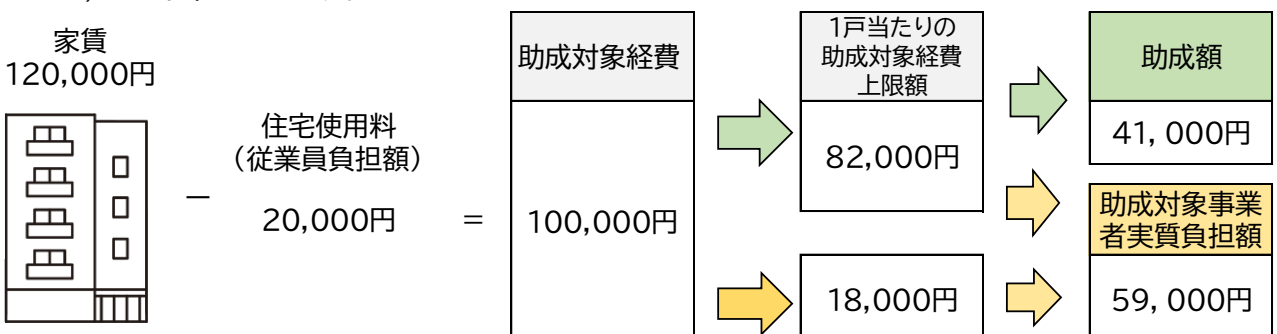 家賃
120,000円
住宅使用料
（従業員負担額）
－
20,000円
＝
助成対象経費
100,000円
1戸当たりの
助成対象経費
上限額
82,000円
18,000円
助成額
41,000円
助成対象事業
者実質負担額
59,000円